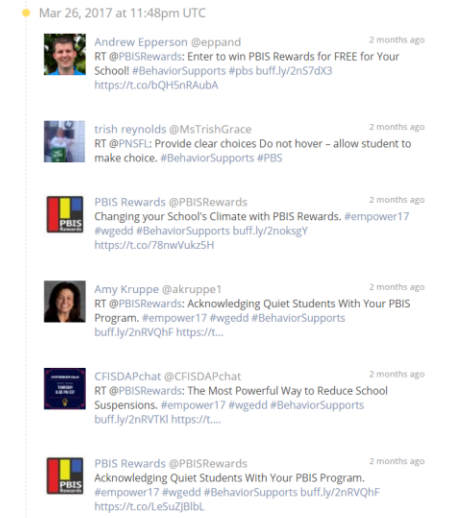 Mar 26, 2017 at 11:48pm UTC
Andrew Epperson @eppand 2 months ago
RT @PBISRewards: Enter to win PBIS Rewards for FREE for Your
School! #BehaviorSupports #pbs buff.ly/2nS7dX3
https://t.co/bQH5nRAubA
trish reynolds @MsTrishGrace 2 months ago
RT @PNSFL: Provide clear choices Do not hover – allow student to
make choice. #BehaviorSupports #PBS
PBIS
Rewards
PBIS Rewards @PBISRewards 2 months ago
Changing your School's Climate with PBIS Rewards. #empower17
#wgedd #BehaviorSupports buff.ly/2noksgY
https://t.co/78nwVukz5H
Amy Kruppe @akruppe1 2 months ago
RT @PBISRewards: Acknowledging Quiet Students With Your PBIS
Program. #empower17 #wgedd #BehaviorSupports
buff.ly/2nRVQhF https://t…
CFISDAPchat @CFISDAPchat 2 months ago
RT @PBISRewards: The Most Powerful Way to Reduce School
Suspensions. #empower17 #wgedd #BehaviorSupports
buff.ly/2nRVTKl https://t.…
PBIS
Rewards
PBIS Rewards @PBISRewards 2 months ago
Acknowledging Quiet Students With Your PBIS Program.
#empower17 #wgedd #BehaviorSupports buff.ly/2nRVQhF
https://t.co/LeSuZJBlbL